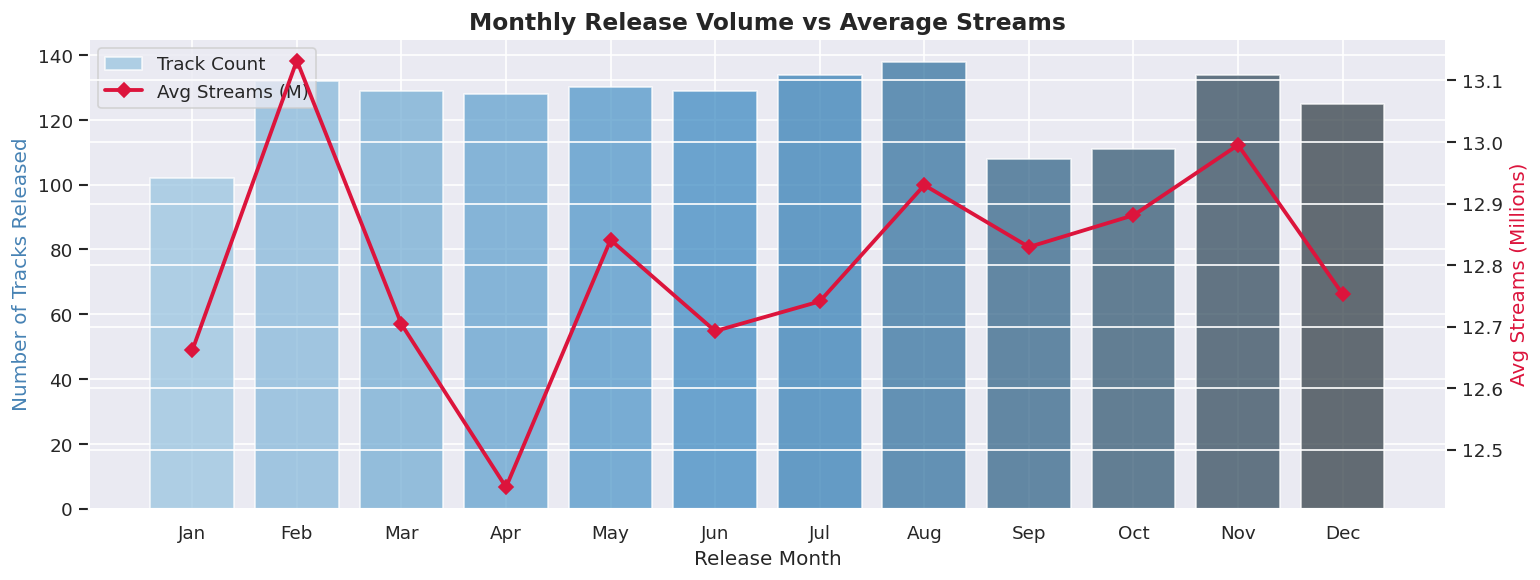 Monthly Release Volume vs Average Streams
Track Count
Avg Streams (M)
Number of Tracks Released
140
120
100
80
60
40
20
0
13.1
13.0
12.9
12.8
12.7
12.6
12.5
Avg Streams (Millions)
Jan Feb Mar Apr May Jun Jul Aug Sep Oct Nov Dec
Release Month